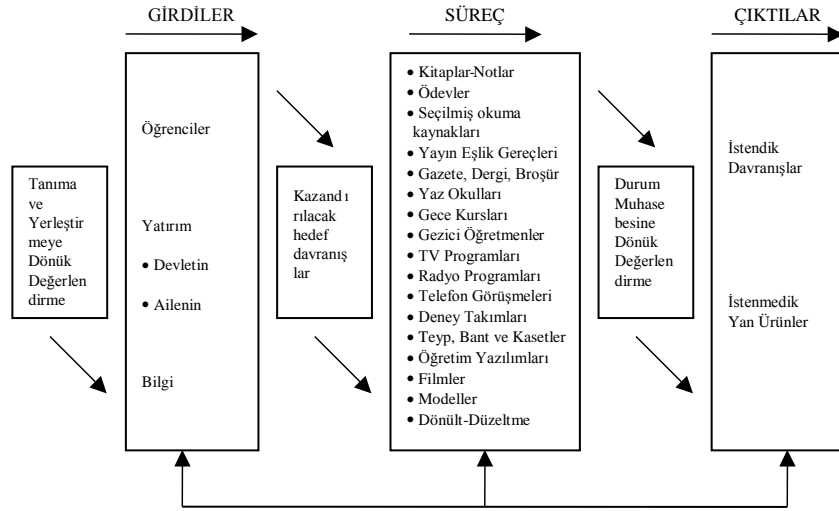 GİRDİLER
SÜREÇ
ÇIKTILAR
Tanıma
ve
Yerleştir
meye
Dönük
Değerlen
dirme
Öğrenciler
Yatırım
• Devletin
• Ailenin
Bilgi
Kazandı
rılacak
hedef
davranış
lar
• Kitaplar-Notlar
• Ödevler
• Seçilmiş okuma
kaynakları
• Yayın Eşlik Gereçleri
• Gazete, Dergi, Broşür
• Yaz Okulları
• Gece Kursları
• Gezici Öğretmenler
• TV Programları
• Radyo Programları
• Telefon Görüşmeleri
• Deney Takımları
• Teyp, Bant ve Kasetler
• Öğretim Yazılımları
• Filmler
• Modeller
• Dönült-Düzeltme
Durum
Muhase
besine
Dönük
Değerlen
dirme
İstendik
Davranışlar
İstenmedik
Yan Ürünler